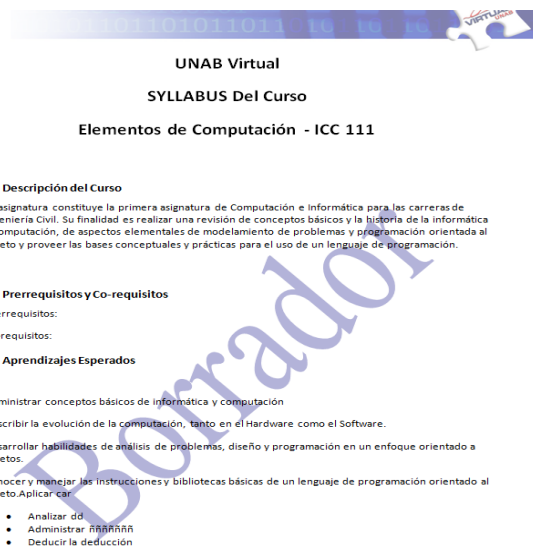 VIRTUAL
UNAB
UNAB Virtual
SYLLABUS Del Curso
Elementos de Computación - ICC 111
Descripción del Curso
asignatura constituye la primera asignatura de Computación e Informática para las carreras de
eniería Civil. Su finalidad es realizar una revisión de conceptos básicos y la historia de la informática
omputación, de aspectos elementales de modelamiento de problemas y programación orientada al
eto y proveer las bases conceptuales y prácticas para el uso de un lenguaje de programación.
Prerrequisitos y Co-requisitos
errequisitos:
requisitos:
Aprendizajes Esperados
ministrar conceptos básicos de informática y computación
scribir la evolución de la computación, tanto en el Hardware como el Software.
sarrollar habilidades de análisis de problemas, diseño y programación en un enfoque orientado a
etos.
nocer y manejar las instrucciones y bibliotecas básicas de un lenguaje de programación orientado al
eto.Aplicar car
• Analizar dd
• Administrar ñññññññ
• Deducir la deducción
Borrador